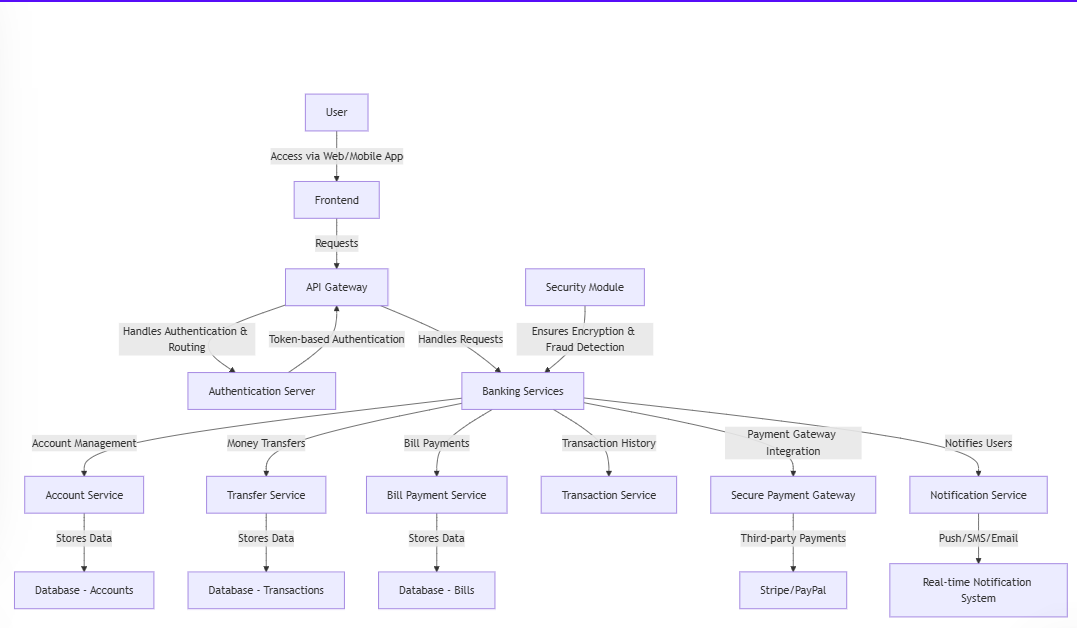 User
Access via Web/Mobile App
Frontend
Requests
API Gateway
Security Module
Handles Authentication &
Routing
Token-based Authentication
Handles Requests
Ensures Encryption &
Fraud Detection
Authentication Server
Banking Services
Account Management
Money Transfers
Bill Payments
Transaction History
Payment Gateway
Integration
Notifies Users
Account Service
Transfer Service
Bill Payment Service
Transaction Service
Secure Payment Gateway
Notification Service
Stores Data
Stores Data
Stores Data
Third-party Payments
Push/SMS/Email
Database - Accounts
Database - Transactions
Database - Bills
Stripe/PayPal
Real-time Notification
System